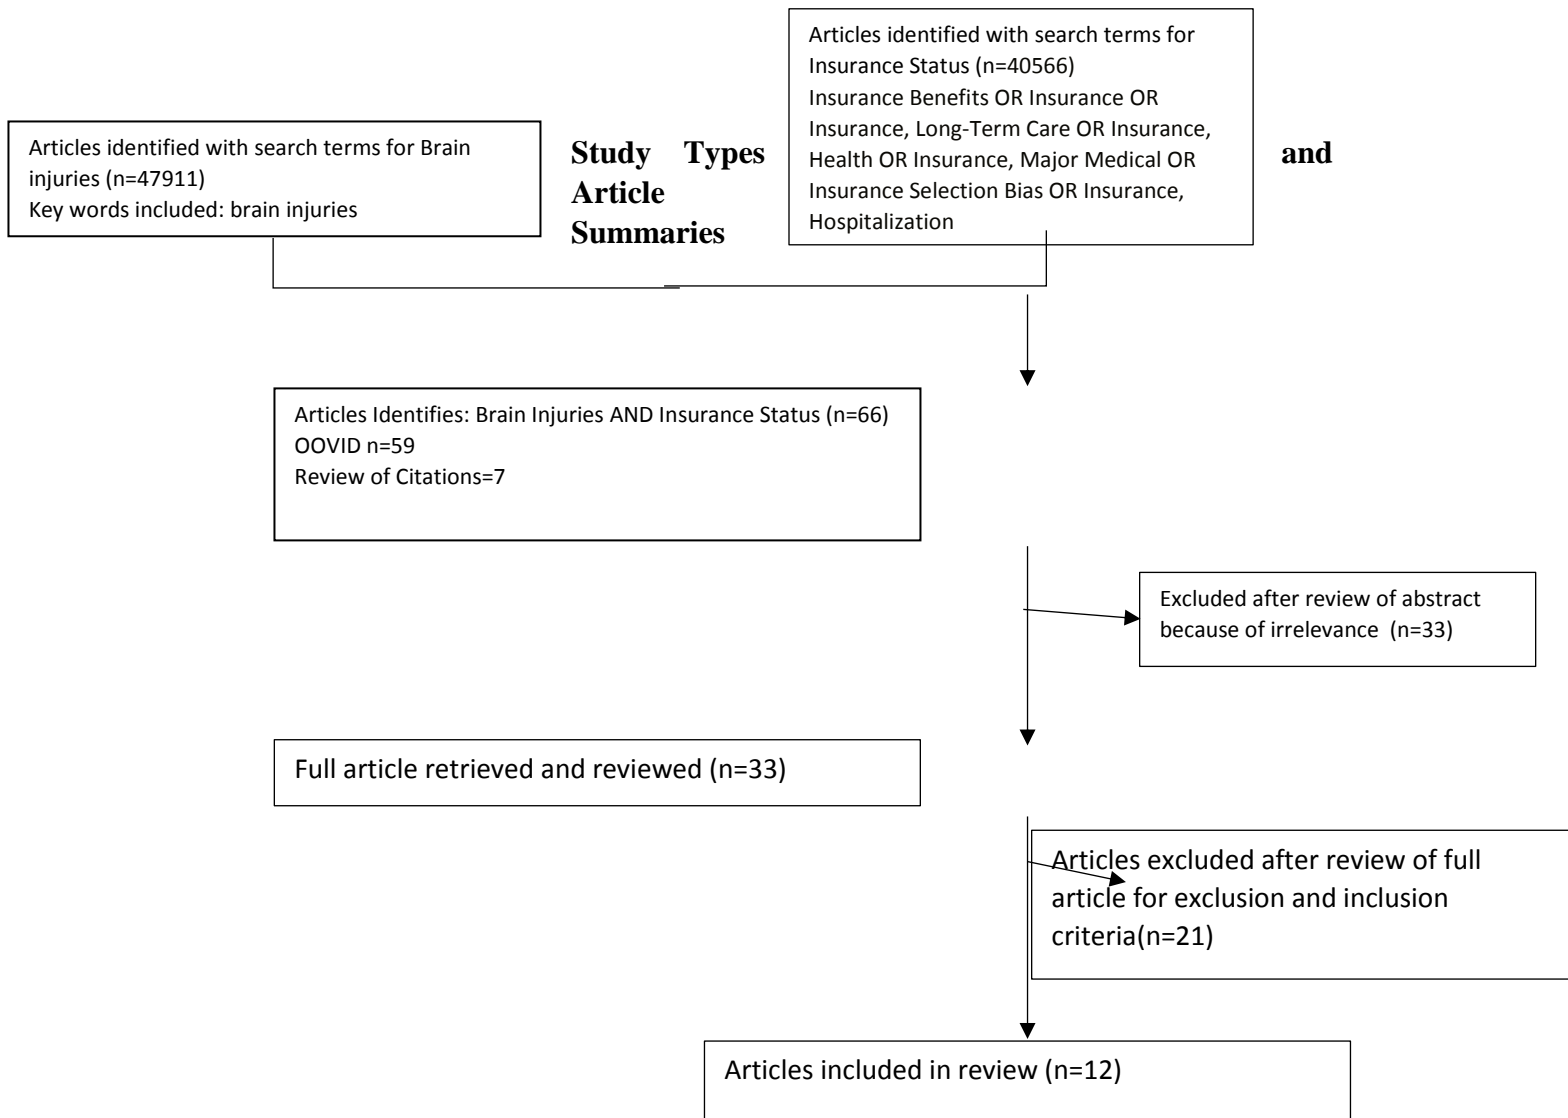 Articles identified with search terms for
Insurance Status (n=40566)
Insurance Benefits OR Insurance OR
Insurance, Long-Term Care OR Insurance,
Health OR Insurance, Major Medical OR
Insurance Selection Bias OR Insurance,
Hospitalization
Articles identified with search terms for Brain
injuries (n=47911)
Key words included: brain injuries
Study Types and
Article
Summaries
Articles Identifies: Brain Injuries AND Insurance Status (n=66)
OOVID n=59
Review of Citations=7
Excluded after review of abstract
because of irrelevance (n=33)
Full article retrieved and reviewed (n=33)
Articles excluded after review of full
article for exclusion and inclusion
criteria(n=21)
Articles included in review (n=12)